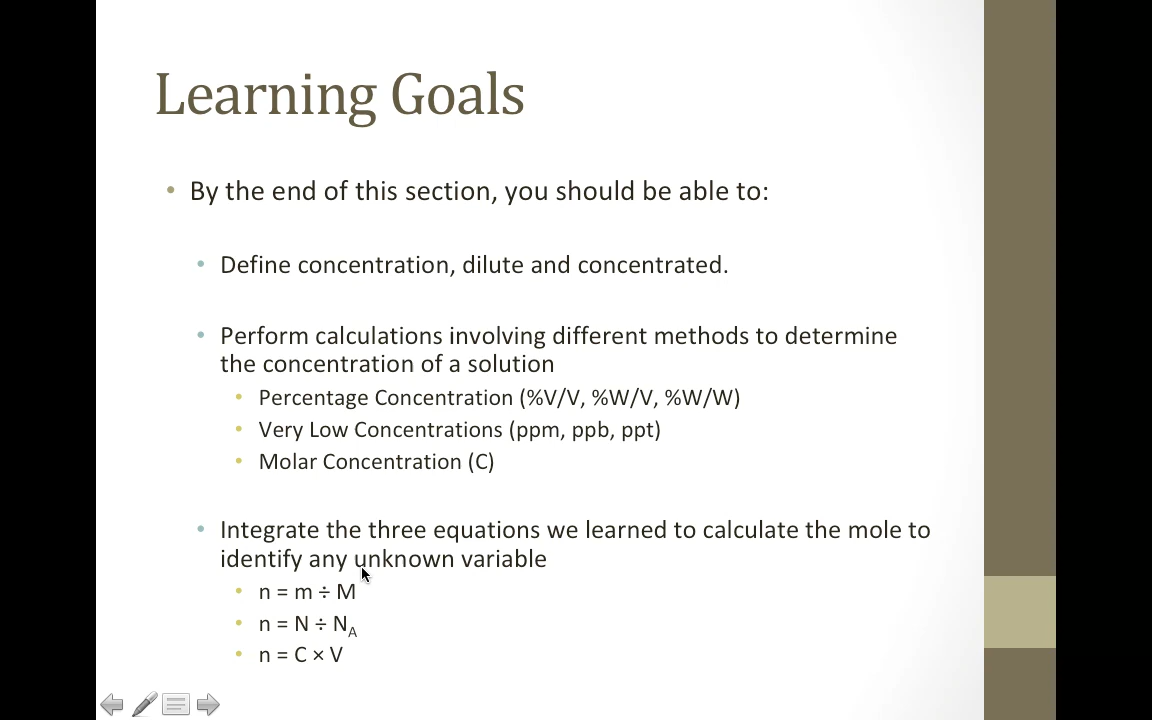 Learning Goals
• By the end of this section, you should be able to:
• Define concentration, dilute and concentrated.
• Perform calculations involving different methods to determine
the concentration of a solution
• Percentage Concentration (%V/V, %W/V, %W/W)
• Very Low Concentrations (ppm, ppb, ppt)
• Molar Concentration (C)
• Integrate the three equations we learned to calculate the mole to
identify any unknown variable
• n = m ÷ M
• n = N ÷ N_A
• n = C × V